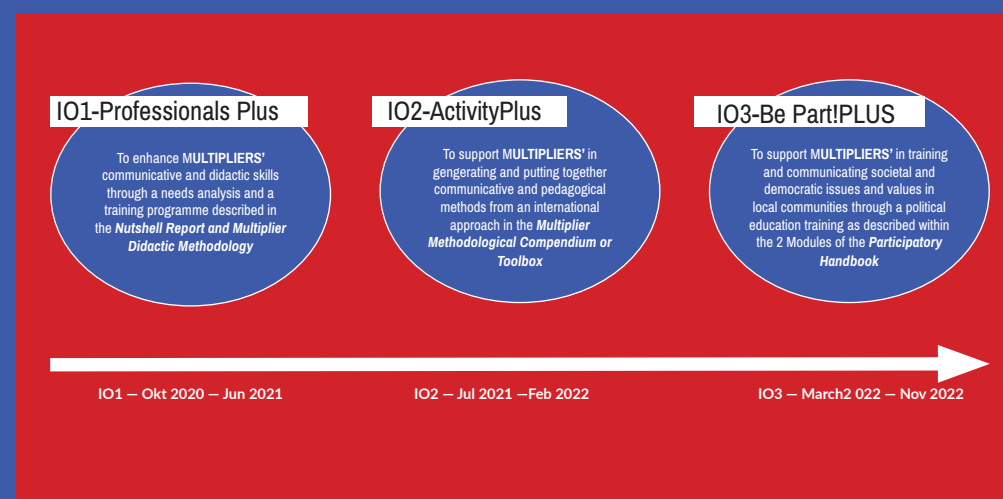 IO1-Professionals Plus
To enhance MULTIPLIERS’
communicative and didactic skills
through a needs analysis and a
training programme described in
the Nutshell Report and Multiplier
Didactic Methodology
IO2-ActivityPlus
To support MULTIPLIERS’ in
gengerating and putting together
communicative and pedagogical
methods from an international
approach in the Multiplier
Methodological Compendium or
Toolbox
IO3-Be Part!PLUS
To support MULTIPLIERS’ in training
and communicating societal and
democratic issues and values in
local communities through a political
education training as described within
the 2 Modules of the Participatory
Handbook
IO1 — Okt 2020 — Jun 2021
IO2 — Jul 2021 —Feb 2022
IO3 — March2 022 — Nov 2022